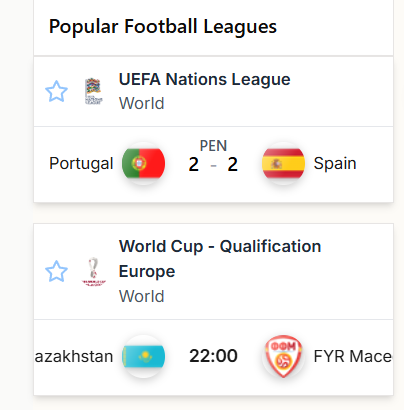 Popular Football Leagues
UEFA Nations League
World
PEN
Portugal 2 - 2 Spain
World Cup - Qualification
Europe
World
azakhstan 22:00 FYR Mace